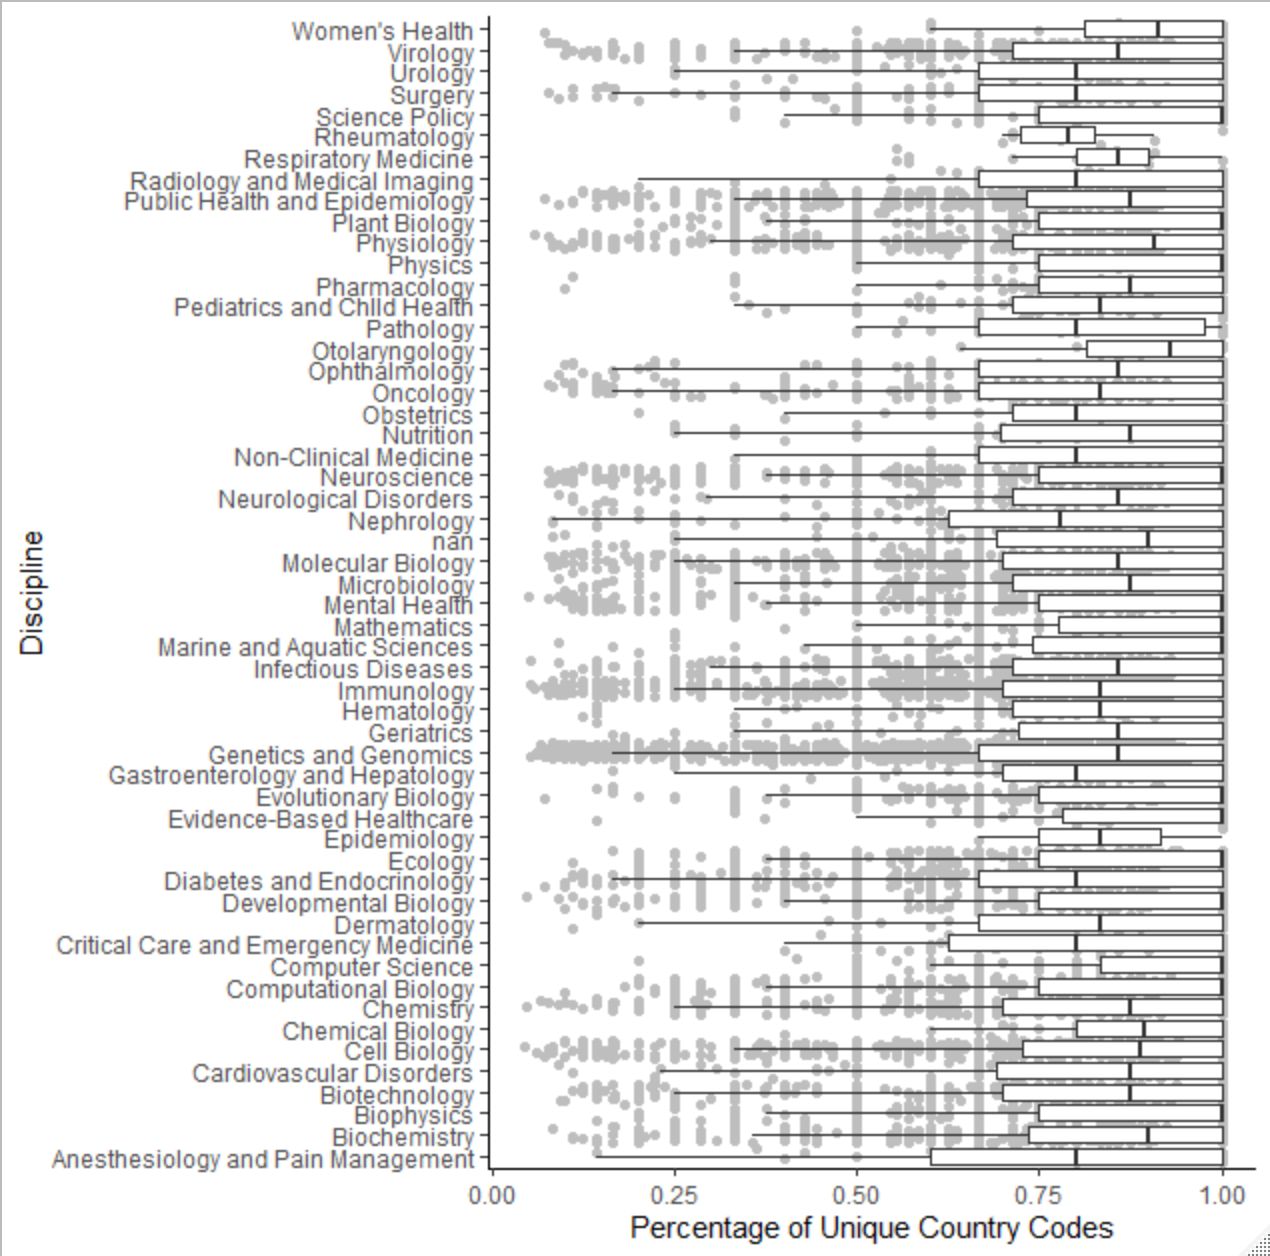 Women's Health
Virology
Urology
Surgery
Science Policy
Rheumatology
Respiratory Medicine
Radiology and Medical Imaging
Public Health and Epidemiology
Plant Biology
Physiology
Physics
Pharmacology
Pediatrics and Child Health
Pathology
Otolaryngology
Ophthalmology
Oncology
Obstetrics
Nutrition
Non-Clinical Medicine
Neuroscience
Neurological Disorders
Nephrology
nan
Molecular Biology
Microbiology
Mental Health
Mathematics
Marine and Aquatic Sciences
Infectious Diseases
Immunology
Hematology
Geriatrics
Genetics and Genomics
Gastroenterology and Hepatology
Evolutionary Biology
Evidence-Based Healthcare
Epidemiology
Ecology
Diabetes and Endocrinology
Developmental Biology
Dermatology
Critical Care and Emergency Medicine
Computer Science
Computational Biology
Chemistry
Chemical Biology
Cell Biology
Cardiovascular Disorders
Biotechnology
Biophysics
Biochemistry
Anesthesiology and Pain Management
Discipline
0.00 0.25 0.50 0.75 1.00
Percentage of Unique Country Codes